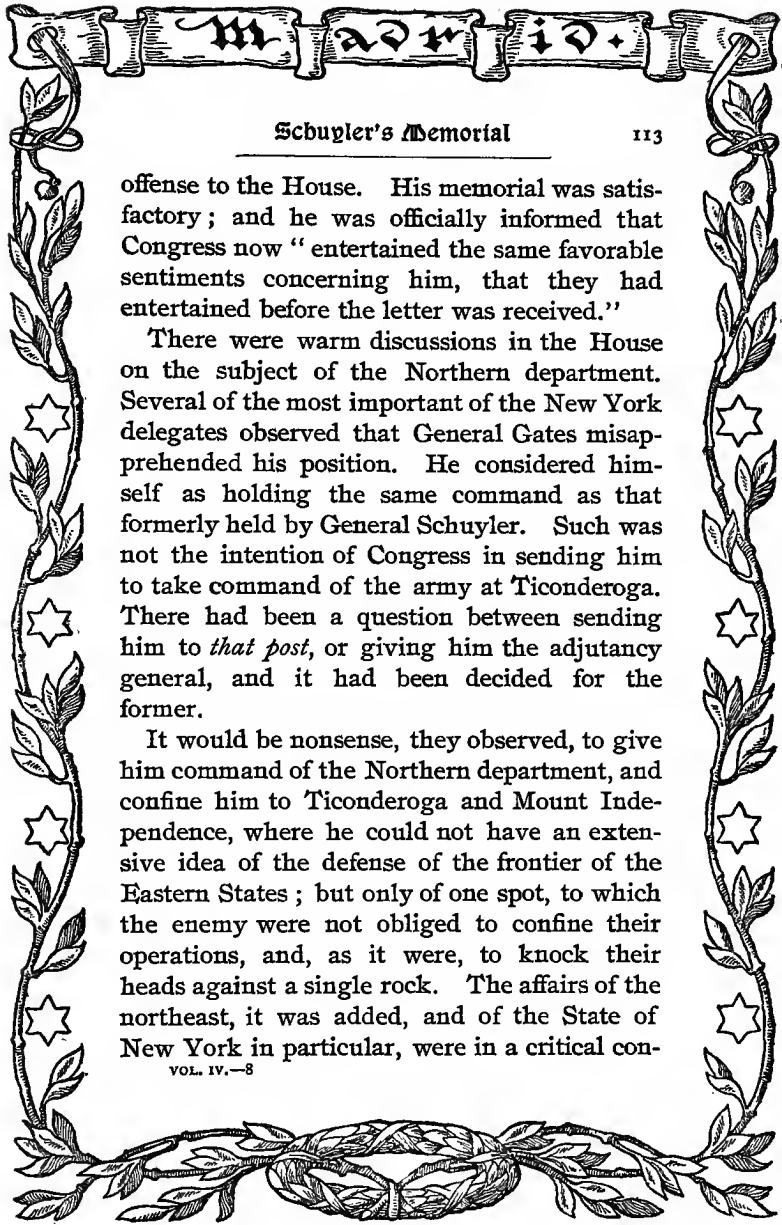 Madrid.
Schuyler's Memorial 113
offense to the House. His memorial was satis-
factory; and he was officially informed that
Congress now "entertained the same favorable
sentiments concerning him, that they had
entertained before the letter was received."
There were warm discussions in the House
on the subject of the Northern department.
Several of the most important of the New York
delegates observed that General Gates misap-
prehended his position. He considered him-
self as holding the same command as that
formerly held by General Schuyler. Such was
not the intention of Congress in sending him
to take command of the army at Ticonderoga.
There had been a question between sending
him to that post, or giving him the adjutancy
general, and it had been decided for the
former.
It would be nonsense, they observed, to give
him command of the Northern department, and
confine him to Ticonderoga and Mount Inde-
pendence, where he could not have an exten-
sive idea of the defense of the frontier of the
Eastern States; but only of one spot, to which
the enemy were not obliged to confine their
operations, and, as it were, to knock their
heads against a single rock. The affairs of the
northeast, it was added, and of the State of
New York in particular, were in a critical con-
VOL. IV.—8